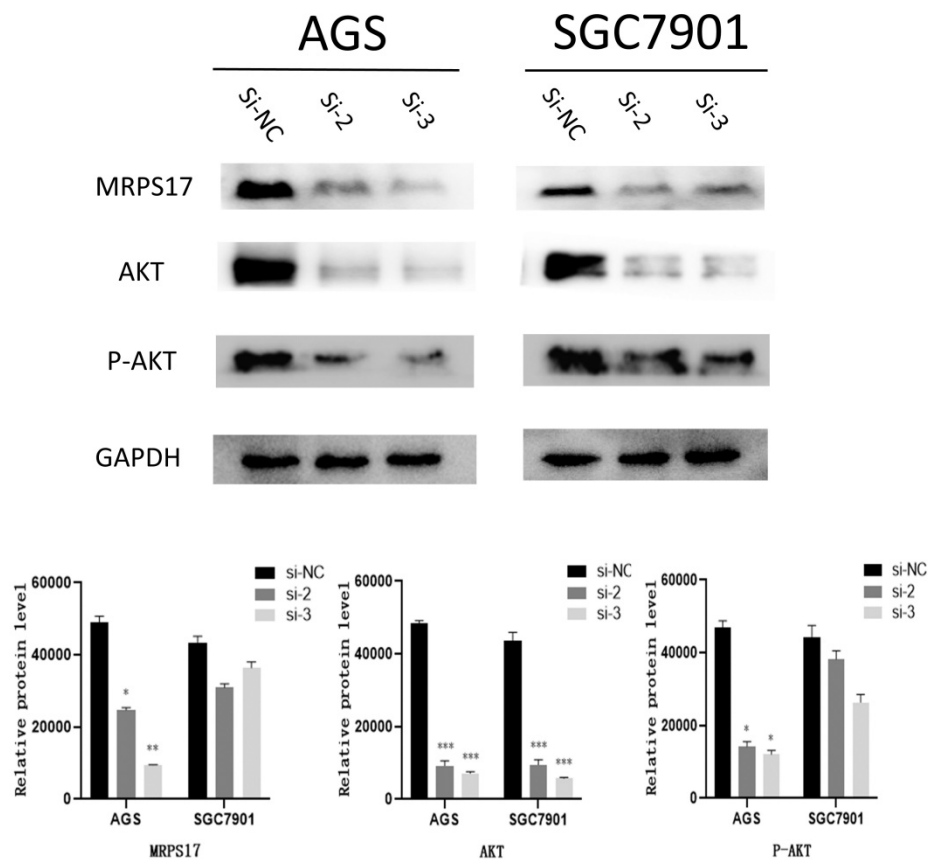 AGS SGC7901
Si-NC Si-2 Si-3 Si-NC Si-2 Si-3
MRPS17
AKT
P-AKT
GAPDH
Relative protein level
60000
40000
20000
0
si-NC
si-2
si-3
*
**
AGS SGC7901
MRPS17
Relative protein level
60000
40000
20000
0
si-NC
si-2
si-3
*** *** *** ***
AGS SGC7901
AKT
Relative protein level
60000
40000
20000
0
si-NC
si-2
si-3
* *
AGS SGC7901
P-AKT